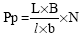 Pp = L×B / l×b ×N